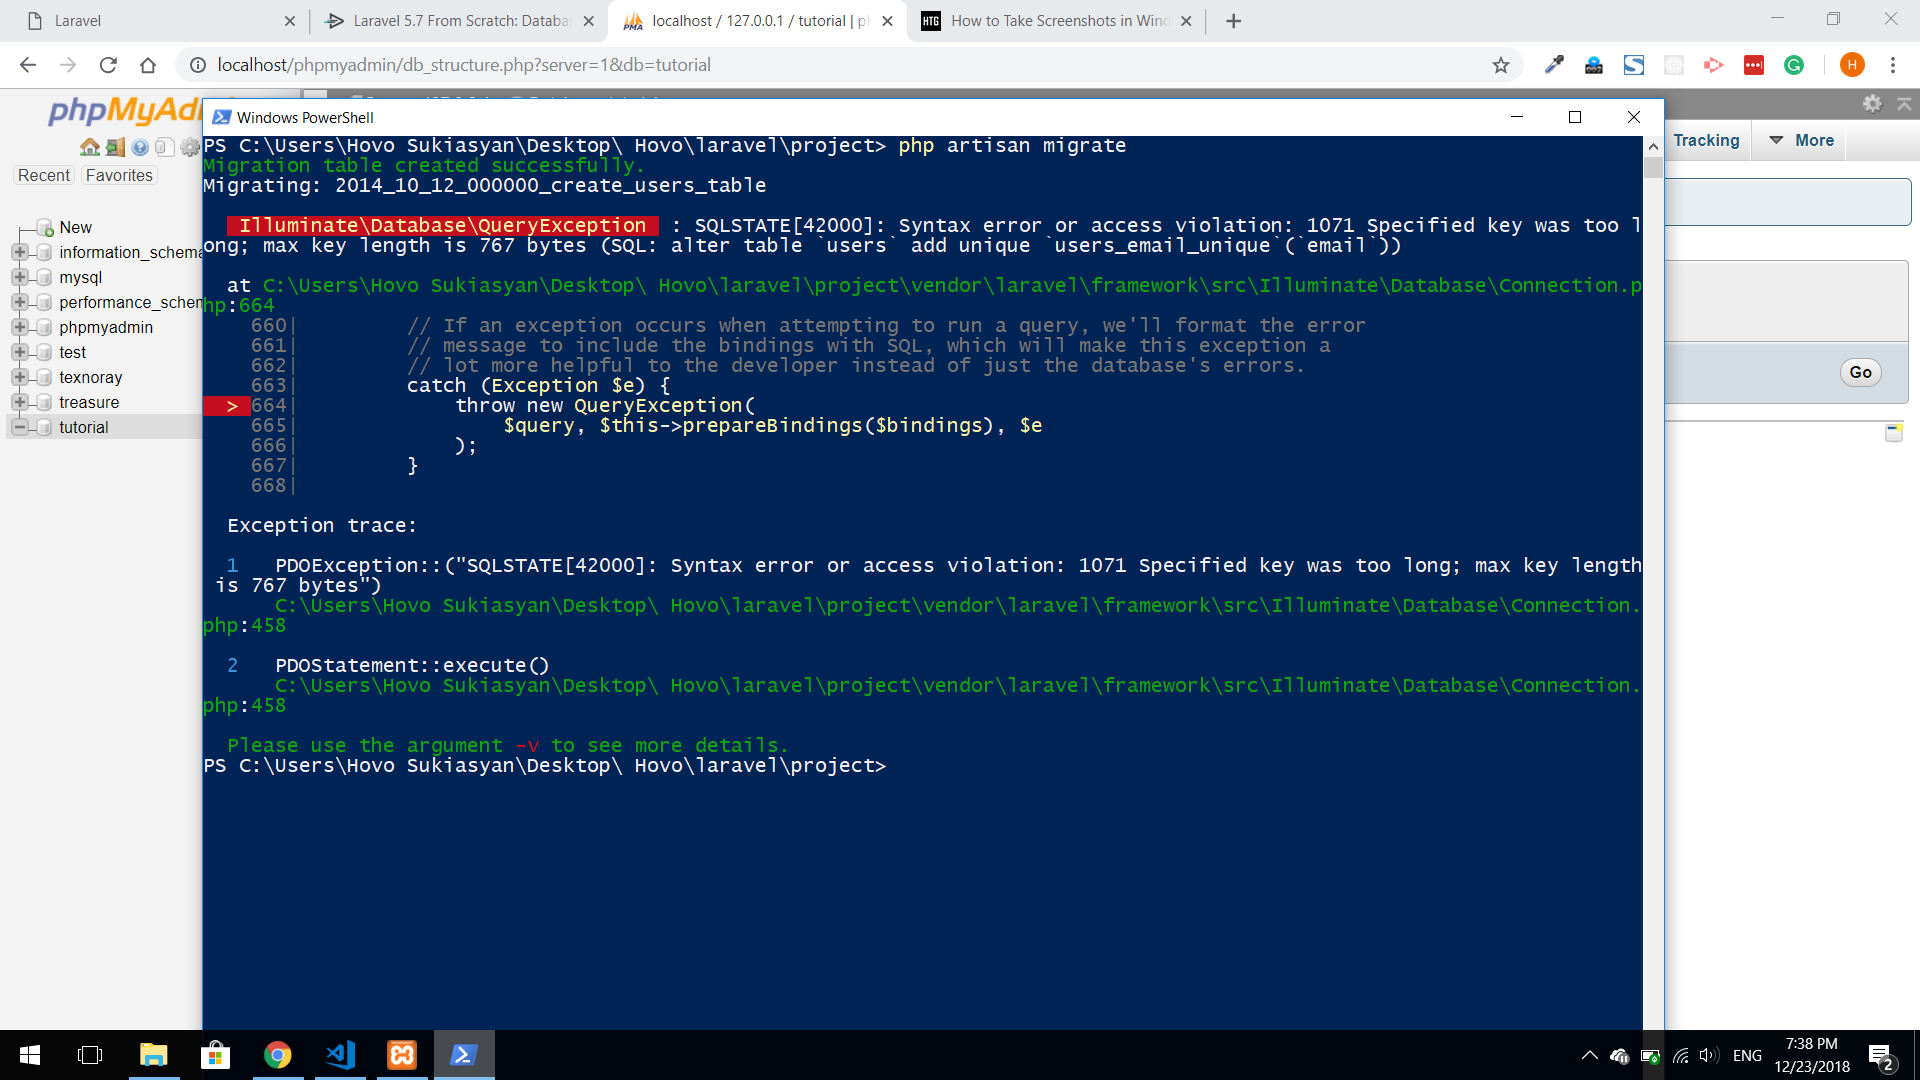 Laravel
Laravel 5.7 From Scratch: Databa
localhost / 127.0.0.1 / tutorial | p
HTG How to Take Screenshots in Win
localhost/phpmyadmin/db_structure.php?server=1&db=tutorial
H
phpMyAd
Recent Favorites
New
information_schema
mysql
performance_schem
phpmyadmin
test
texnoray
treasure
tutorial
Tracking More
Go
Windows PowerShell
PS C:\Users\Hovo Sukiasyan\Desktop\ Hovo\laravel\project> php artisan migrate
Migration table created successfully.
Migrating: 2014_10_12_000000_create_users_table
Illuminate\Database\QueryException : SQLSTATE[42000]: Syntax error or access violation: 1071 Specified key was too l
ong; max key length is 767 bytes (SQL: alter table `users` add unique `users_email_unique`(`email`))
at C:\Users\Hovo Sukiasyan\Desktop\ Hovo\laravel\project\vendor\laravel\framework\src\Illuminate\Database\Connection.p
hp:664
660| // If an exception occurs when attempting to run a query, we'll format the error
661| // message to include the bindings with SQL, which will make this exception a
662| // lot more helpful to the developer instead of just the database's errors.
663| catch (Exception $e) {
> 664| throw new QueryException(
665| $query, $this->prepareBindings($bindings), $e
666| );
667| }
668|
Exception trace:
1 PDOException::("SQLSTATE[42000]: Syntax error or access violation: 1071 Specified key was too long; max key length
is 767 bytes")
C:\Users\Hovo Sukiasyan\Desktop\ Hovo\laravel\project\vendor\laravel\framework\src\Illuminate\Database\Connection.
php:458
2 PDOStatement::execute()
C:\Users\Hovo Sukiasyan\Desktop\ Hovo\laravel\project\vendor\laravel\framework\src\Illuminate\Database\Connection.
php:458
Please use the argument -v to see more details.
PS C:\Users\Hovo Sukiasyan\Desktop\ Hovo\laravel\project>
ENG
7:38 PM
12/23/2018
2